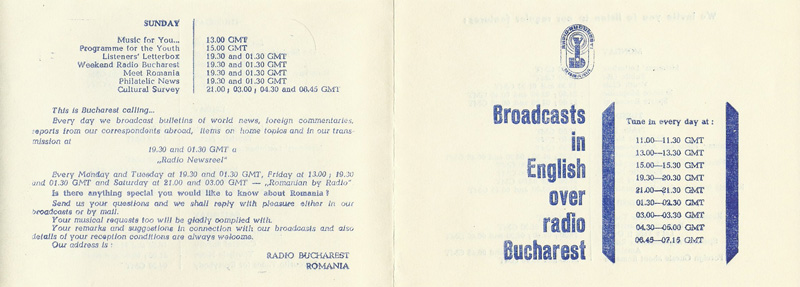 SUNDAY
Music for You... 13.00 GMT
Programme for the Youth 15.00 GMT
Listeners' Letterbox 19.30 and 01.30 GMT
Weekend Radio Bucharest 19.30 and 01.30 GMT
Meet Romania 19.30 and 01.30 GMT
Philatelic News 19.30 and 01.30 GMT
Cultural Survey 21.00 ; 03.00 ; 04.30 and 06.45 GMT
This is Bucharest calling...
Every day we broadcast bulletins of world news, foreign commentaries,
reports from our correspondents abroad, items on home topics and in our trans-
mission at
19.30 and 01.30 GMT a
„Radio Newsreel"
Every Monday and Tuesday at 19.30 and 01.30 GMT, Friday at 13.00 ; 19.30
and 01.30 GMT and Saturday at 21.00 and 03.00 GMT — „Romanian by Radio"
Is there anything special you would like to know about Romania ?
Send us your questions and we shall reply with pleasure either in our
broadcasts or by mail.
Your musical requests too will be gladly complied with.
Your remarks and suggestions in connection with our broadcasts and also
details of your reception conditions are always welcome.
Our address is :
RADIO BUCHAREST
ROMANIA
Broadcasts
in
English
over
radio
Bucharest
Tune in every day at :
11.00—11.30 GMT
13.00—13.30 GMT
15.00—15.30 GMT
19.30—20.30 GMT
21.00—21.30 GMT
01.30—02.30 GMT
03.00—03.30 GMT
04.30—05.00 GMT
06.45—07.15 GMT